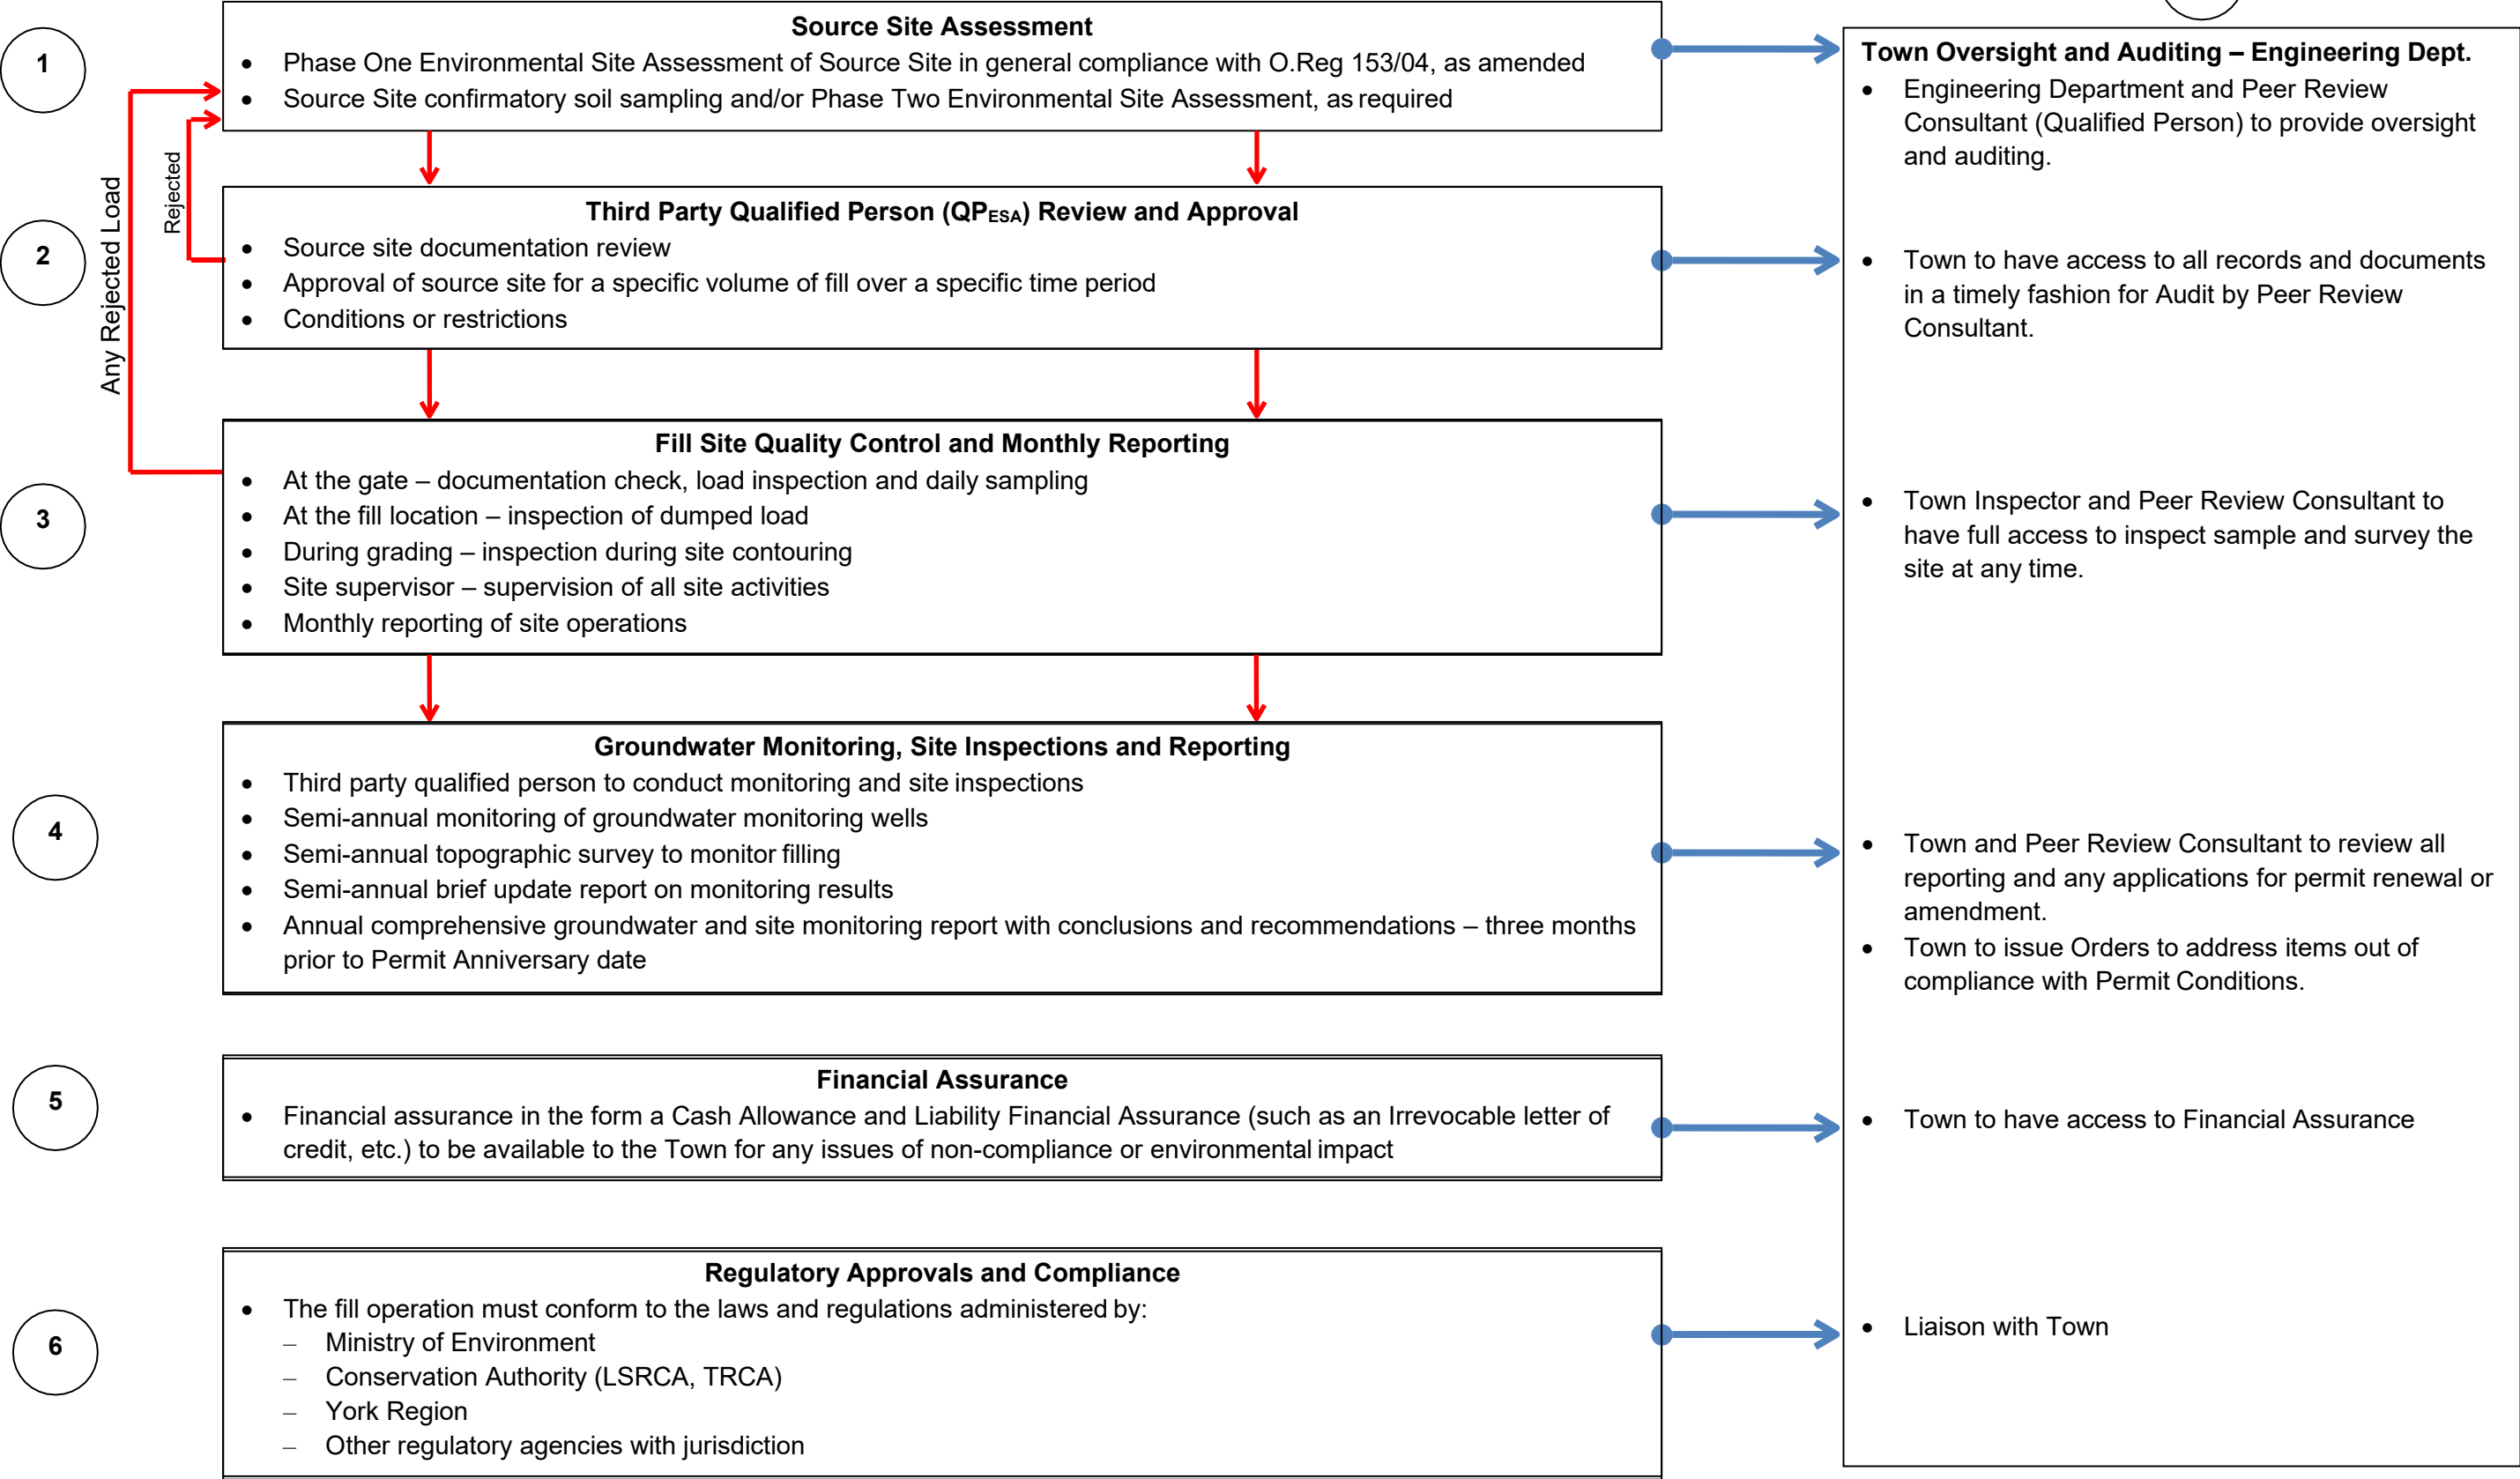 1
Source Site Assessment
• Phase One Environmental Site Assessment of Source Site in general compliance with O.Reg 153/04, as amended
• Source Site confirmatory soil sampling and/or Phase Two Environmental Site Assessment, as required
Any Rejected Load
Rejected
2
Third Party Qualified Person (QPESA) Review and Approval
• Source site documentation review
• Approval of source site for a specific volume of fill over a specific time period
• Conditions or restrictions
3
Fill Site Quality Control and Monthly Reporting
• At the gate – documentation check, load inspection and daily sampling
• At the fill location – inspection of dumped load
• During grading – inspection during site contouring
• Site supervisor – supervision of all site activities
• Monthly reporting of site operations
4
Groundwater Monitoring, Site Inspections and Reporting
• Third party qualified person to conduct monitoring and site inspections
• Semi-annual monitoring of groundwater monitoring wells
• Semi-annual topographic survey to monitor filling
• Semi-annual brief update report on monitoring results
• Annual comprehensive groundwater and site monitoring report with conclusions and recommendations – three months
prior to Permit Anniversary date
5
Financial Assurance
• Financial assurance in the form a Cash Allowance and Liability Financial Assurance (such as an Irrevocable letter of
credit, etc.) to be available to the Town for any issues of non-compliance or environmental impact
6
Regulatory Approvals and Compliance
• The fill operation must conform to the laws and regulations administered by:
– Ministry of Environment
– Conservation Authority (LSRCA, TRCA)
– York Region
– Other regulatory agencies with jurisdiction
Town Oversight and Auditing – Engineering Dept.
• Engineering Department and Peer Review
Consultant (Qualified Person) to provide oversight
and auditing.
• Town to have access to all records and documents
in a timely fashion for Audit by Peer Review
Consultant.
• Town Inspector and Peer Review Consultant to
have full access to inspect sample and survey the
site at any time.
• Town and Peer Review Consultant to review all
reporting and any applications for permit renewal or
amendment.
• Town to issue Orders to address items out of
compliance with Permit Conditions.
• Town to have access to Financial Assurance
• Liaison with Town